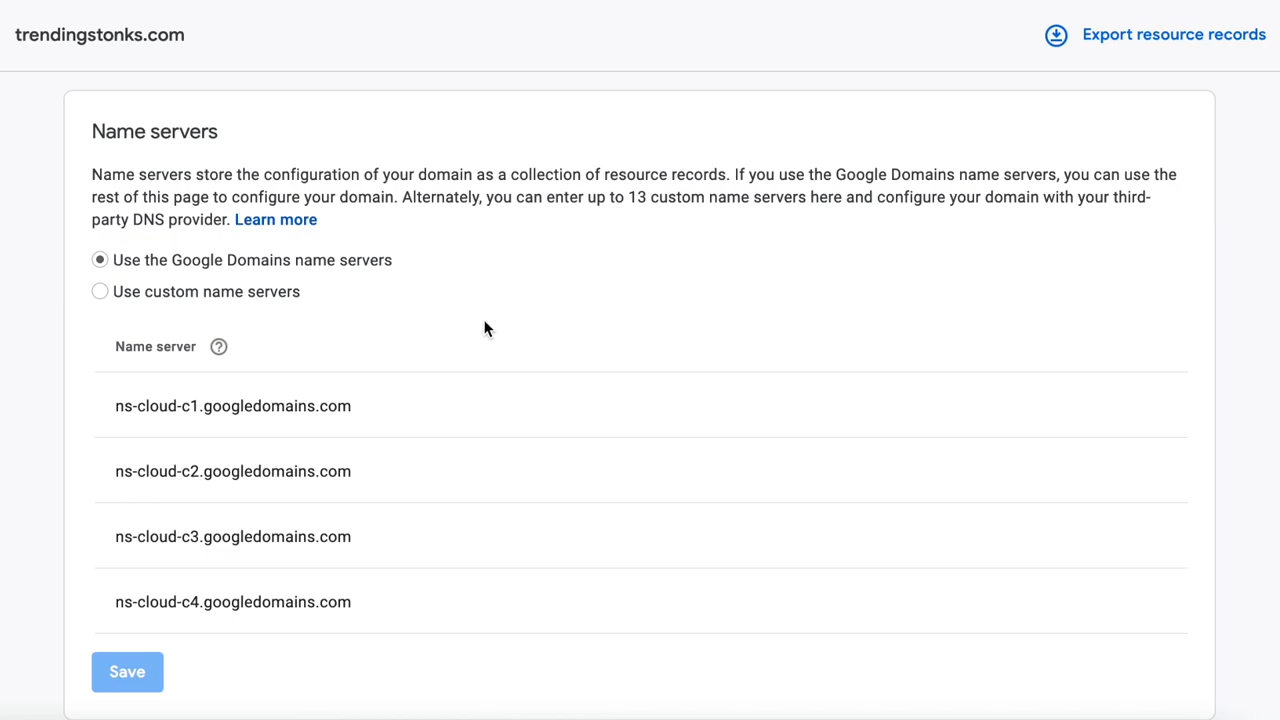 trendingstonks.com
Export resource records
Name servers
Name servers store the configuration of your domain as a collection of resource records. If you use the Google Domains name servers, you can use the
rest of this page to configure your domain. Alternately, you can enter up to 13 custom name servers here and configure your domain with your third-
party DNS provider. Learn more
Use the Google Domains name servers
Use custom name servers
Name server ?
ns-cloud-c1.googledomains.com
ns-cloud-c2.googledomains.com
ns-cloud-c3.googledomains.com
ns-cloud-c4.googledomains.com
Save